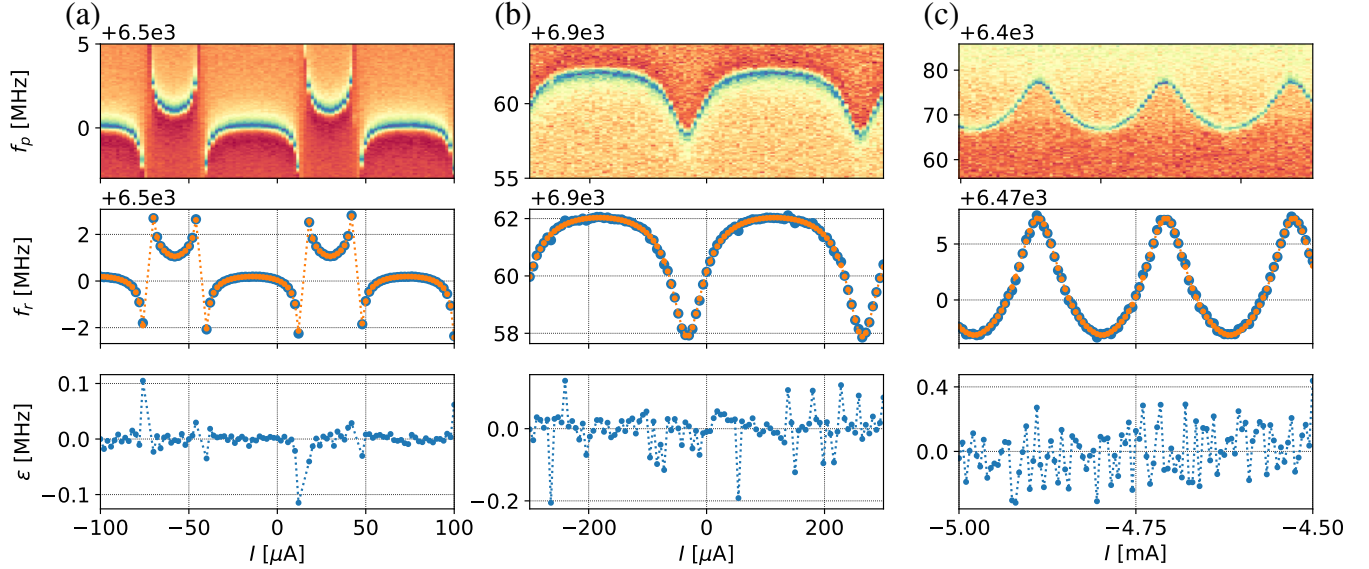 (a) (b) (c)
+6.5e3 +6.9e3 +6.4e3
f_p [MHz]
5
0
60
55
80
70
60
+6.5e3 +6.9e3 +6.47e3
f_r [MHz]
2
0
−2
62
60
58
5
0
ε [MHz]
0.1
0.0
−0.1
0.0
−0.2
0.4
0.0
−100 −50 0 50 100 −200 0 200 −5.00 −4.75 −4.50
I [μA] I [μA] I [mA]